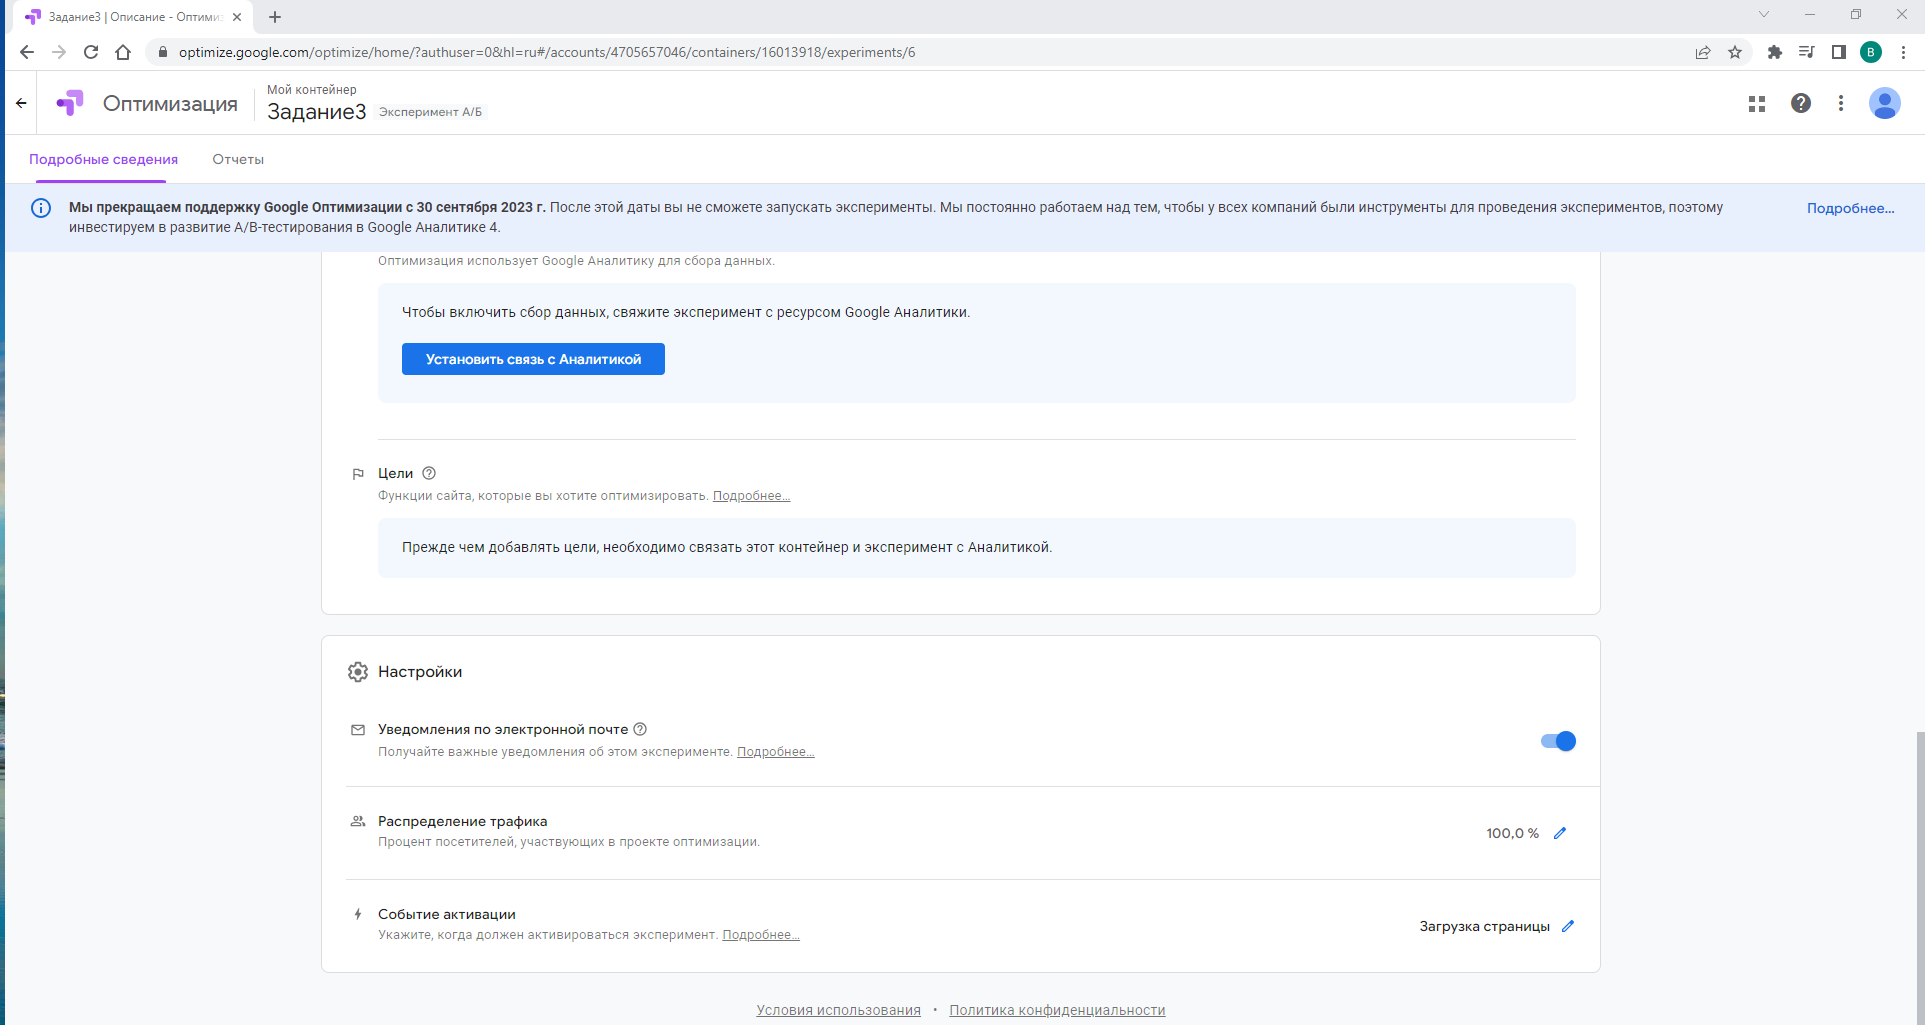 Задание3 | Описание - Оптими
optimize.google.com/optimize/home/?authuser=0&hl=ru#/accounts/4705657046/containers/16013918/experiments/6
B
Оптимизация
Мой контейнер
Задание3 Эксперимент А/Б
Подробные сведения Отчеты
Мы прекращаем поддержку Google Оптимизации с 30 сентября 2023 г. После этой даты вы не сможете запускать эксперименты. Мы постоянно работаем над тем, чтобы у всех компаний были инструменты для проведения экспериментов, поэтому
инвестируем в развитие A/B-тестирования в Google Аналитике 4.
Подробнее...
Оптимизация использует Google Аналитику для сбора данных.
Чтобы включить сбор данных, свяжите эксперимент с ресурсом Google Аналитики.
Установить связь с Аналитикой
Цели
Функции сайта, которые вы хотите оптимизировать. Подробнее...
Прежде чем добавлять цели, необходимо связать этот контейнер и эксперимент с Аналитикой.
Настройки
Уведомления по электронной почте
Получайте важные уведомления об этом эксперименте. Подробнее...
Распределение трафика
Процент посетителей, участвующих в проекте оптимизации.
100,0 %
Событие активации
Укажите, когда должен активироваться эксперимент. Подробнее...
Загрузка страницы
Условия использования • Политика конфиденциальности